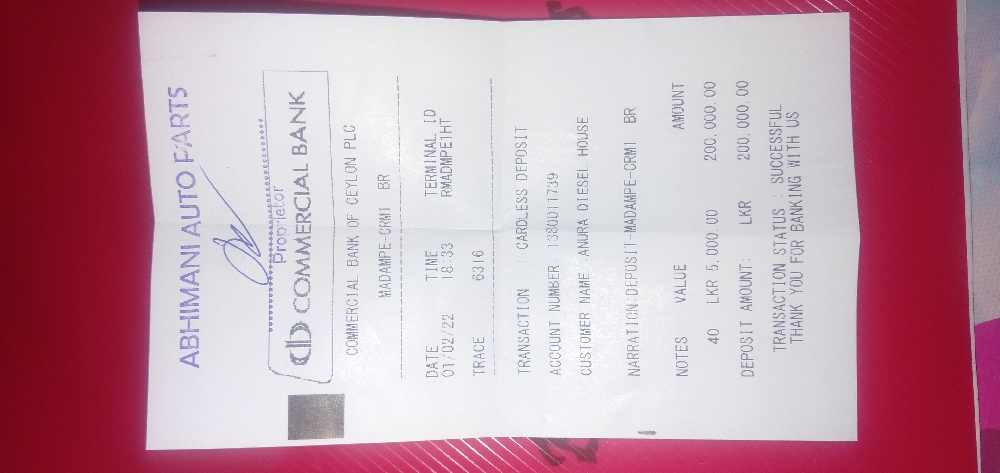 ABHIMANI AUTO PARTS
Proprietor
COMMERCIAL BANK
COMMERCIAL BANK OF CEYLON PLC
MADAMPE-CRM1 BR
DATE TIME TERMINAL ID
01/02/22 18:33 RMADMPE1HT
TRACE 6316
TRANSACTION : CARDLESS DEPOSIT
ACCOUNT NUMBER: 1380011739
CUSTOMER NAME :ANURA DIESEL HOUSE
NARRATION:DEPOSIT-MADAMPE-CRM1 BR
NOTES VALUE AMOUNT
40 LKR 5,000.00 200,000.00
DEPOSIT AMOUNT: LKR 200,000.00
TRANSACTION STATUS : SUCCESSFUL
THANK YOU FOR BANKING WITH US